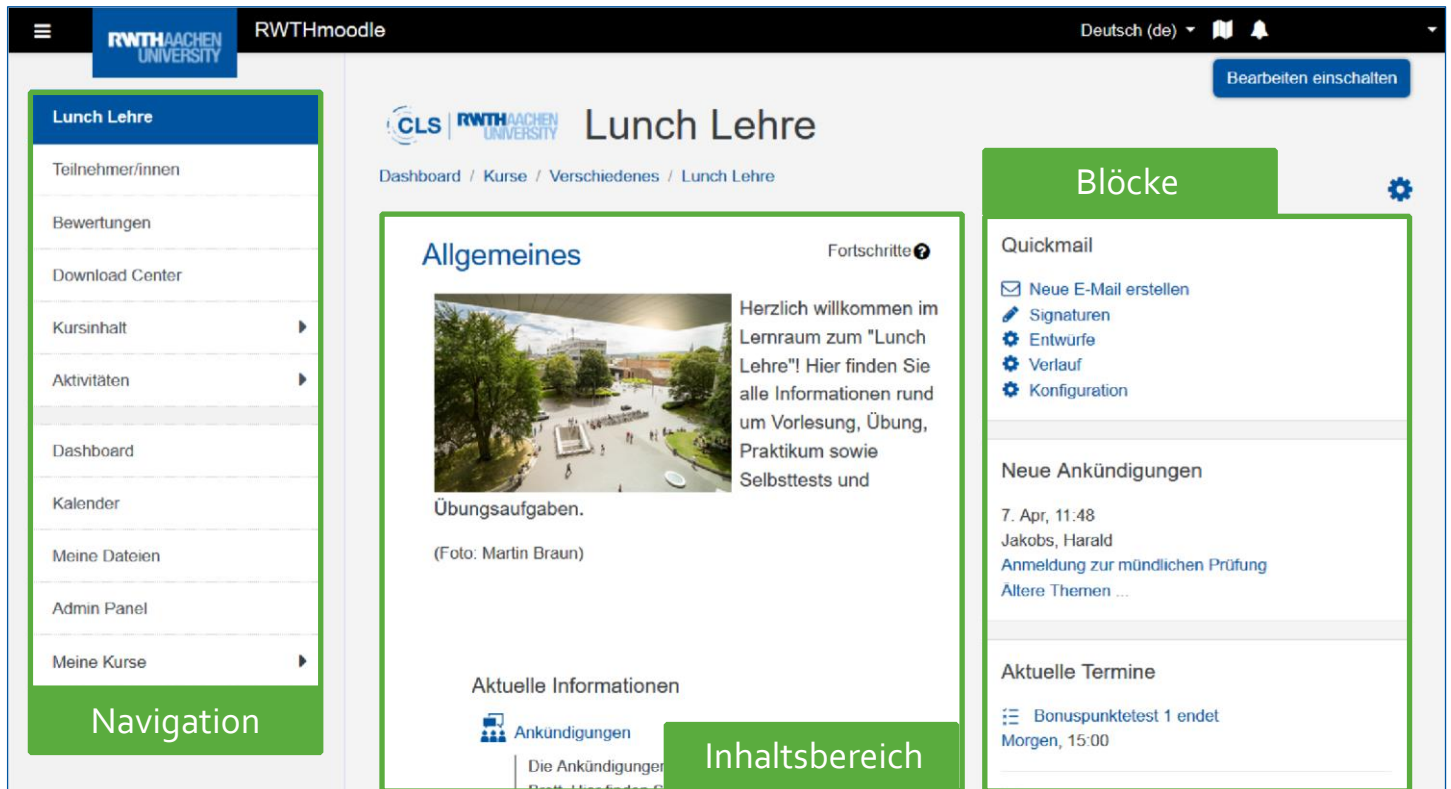 RWTHAACHEN
UNIVERSITY
RWTHmoodle
Deutsch (de)
Bearbeiten einschalten
Lunch Lehre
Teilnehmer/innen
Bewertungen
Download Center
Kursinhalt
Aktivitäten
Dashboard
Kalender
Meine Dateien
Admin Panel
Meine Kurse
Navigation
CLS | RWTHAACHEN
UNIVERSITY
Lunch Lehre
Dashboard / Kurse / Verschiedenes / Lunch Lehre
Allgemeines
Fortschritte
Herzlich willkommen im
Lernraum zum "Lunch
Lehre"! Hier finden Sie
alle Informationen rund
um Vorlesung, Übung,
Praktikum sowie
Selbsttests und
Übungsaufgaben.
(Foto: Martin Braun)
Aktuelle Informationen
Ankündigungen
Die Ankündigungen
Inhaltsbereich
Blöcke
Quickmail
Neue E-Mail erstellen
Signaturen
Entwürfe
Verlauf
Konfiguration
Neue Ankündigungen
7. Apr, 11:48
Jakobs, Harald
Anmeldung zur mündlichen Prüfung
Ältere Themen ...
Aktuelle Termine
Bonuspunktetest 1 endet
Morgen, 15:00